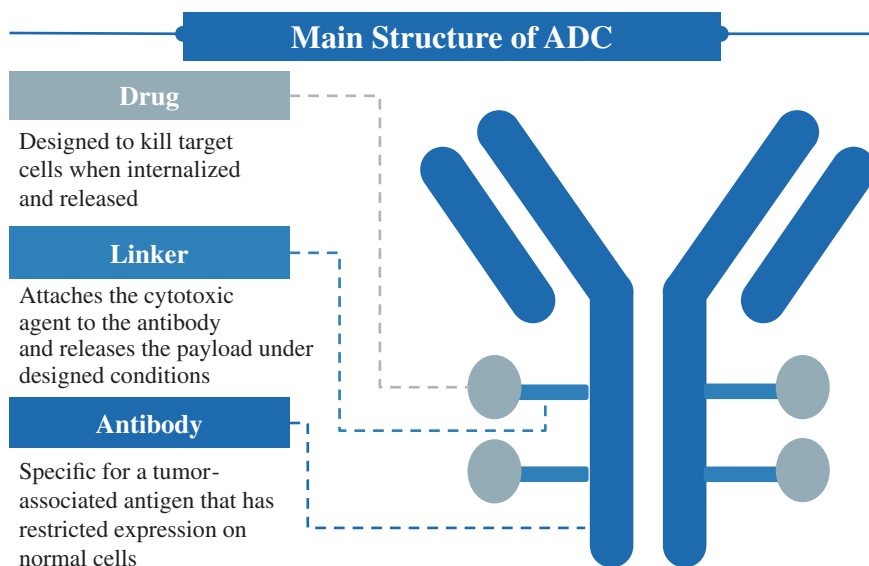 Main Structure of ADC
Drug
Designed to kill target
cells when internalized
and released
Linker
Attaches the cytotoxic
agent to the antibody
and releases the payload under
designed conditions
Antibody
Specific for a tumor-
associated antigen that has
restricted expression on
normal cells